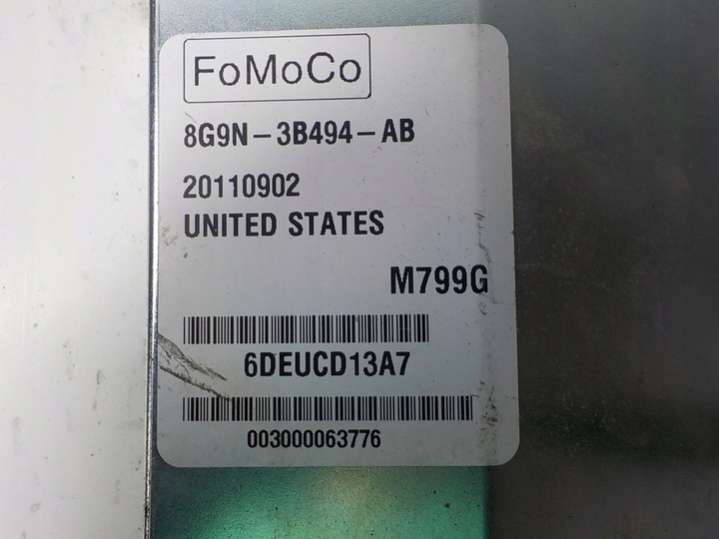 FoMoCo
8G9N-3B494-AB
20110902
UNITED STATES
M799G
6DEUCD13A7
003000063776